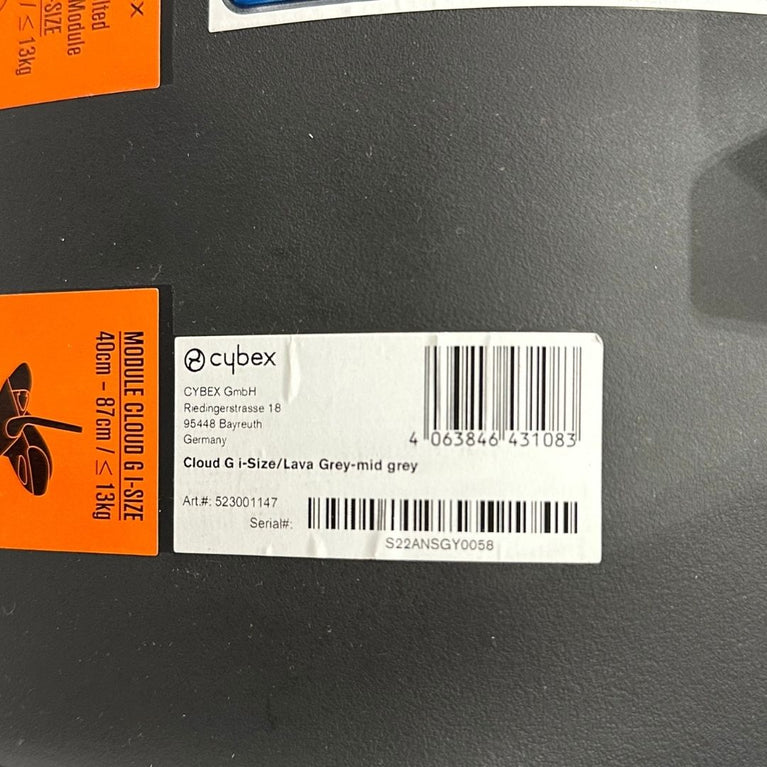 X
lted
Module
-SIZE
/ ≤ 13kg
MODULE CLOUD G I-SIZE
40cm – 87cm / ≤ 13kg
cybex
CYBEX GmbH
Riedingerstrasse 18
95448 Bayreuth
Germany
4 063846 431083
Cloud G i-Size/Lava Grey-mid grey
Art.#: 523001147
Serial#:
S22ANSGY0058